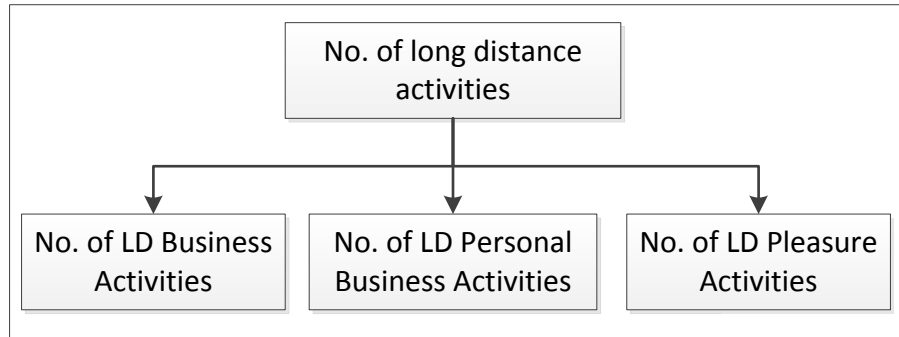 No. of long distance
activities
No. of LD Business
Activities
No. of LD Personal
Business Activities
No. of LD Pleasure
Activities